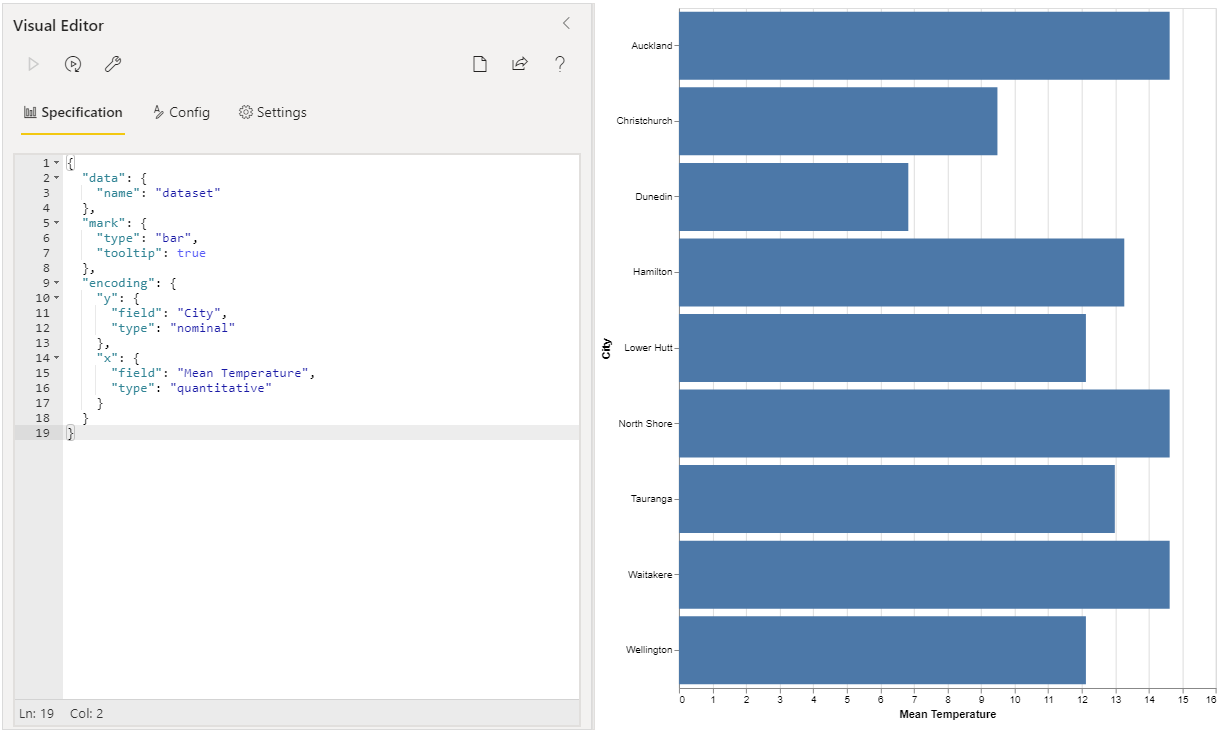 Visual Editor
Specification
Config
Settings
1 {
2 "data": {
3 "name": "dataset"
4 },
5 "mark": {
6 "type": "bar",
7 "tooltip": true
8 },
9 "encoding": {
10 "y": {
11 "field": "City",
12 "type": "nominal"
13 },
14 "x": {
15 "field": "Mean Temperature",
16 "type": "quantitative"
17 }
18 }
19 }
Ln: 19 Col: 2
City
Auckland
Christchurch
Dunedin
Hamilton
Lower Hutt
North Shore
Tauranga
Waitakere
Wellington
0 1 2 3 4 5 6 7 8 9 10 11 12 13 14 15 16
Mean Temperature